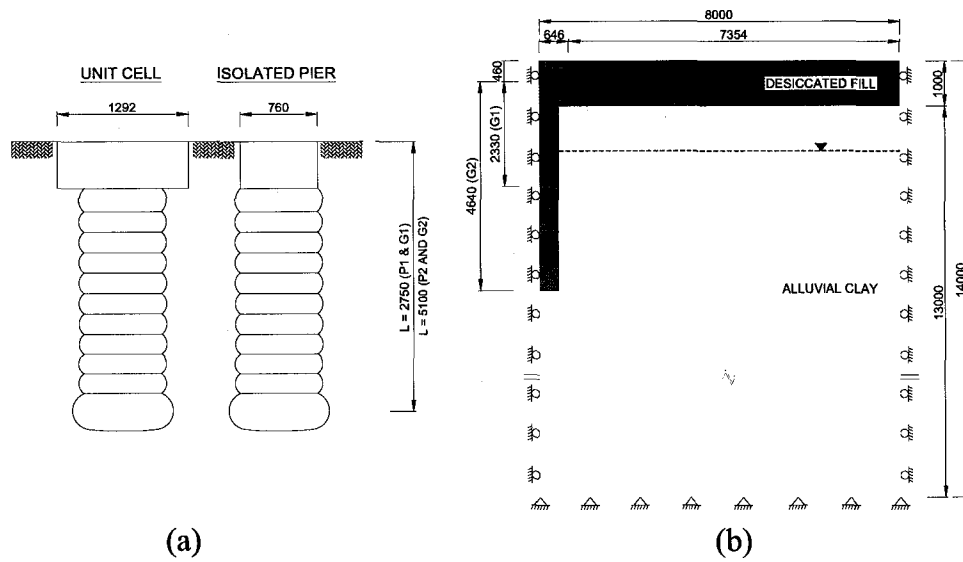 UNIT CELL
ISOLATED PIER
1292
760
L = 2750 (P1 & G1)
L = 5100 (P2 AND G2)
(a)
8000
646
7354
460
DESICCATED FILL
1000
2330 (G1)
4640 (G2)
ALLUVIAL CLAY
13000
14000
(b)